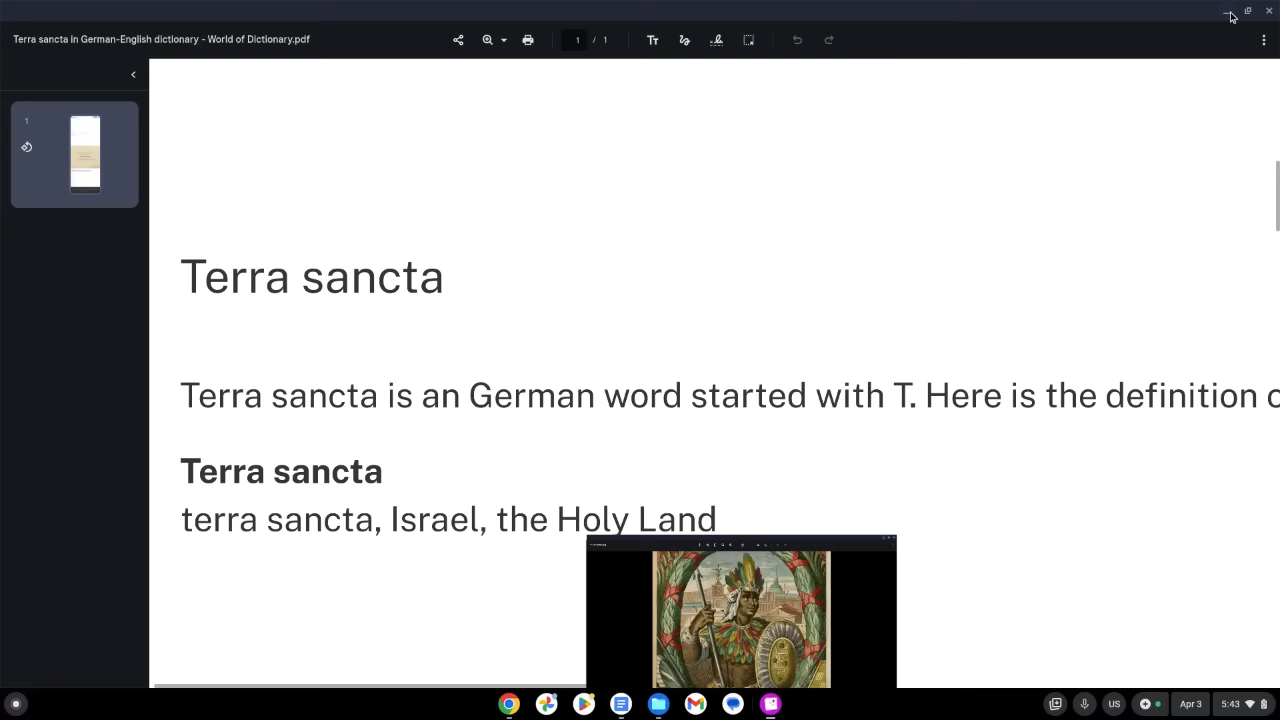 Terra sancta in German-English dictionary - World of Dictionary.pdf
1 / 1
1
Terra sancta
Terra sancta is an German word started with T. Here is the definition
Terra sancta
terra sancta, Israel, the Holy Land
US
Apr 3
5:43